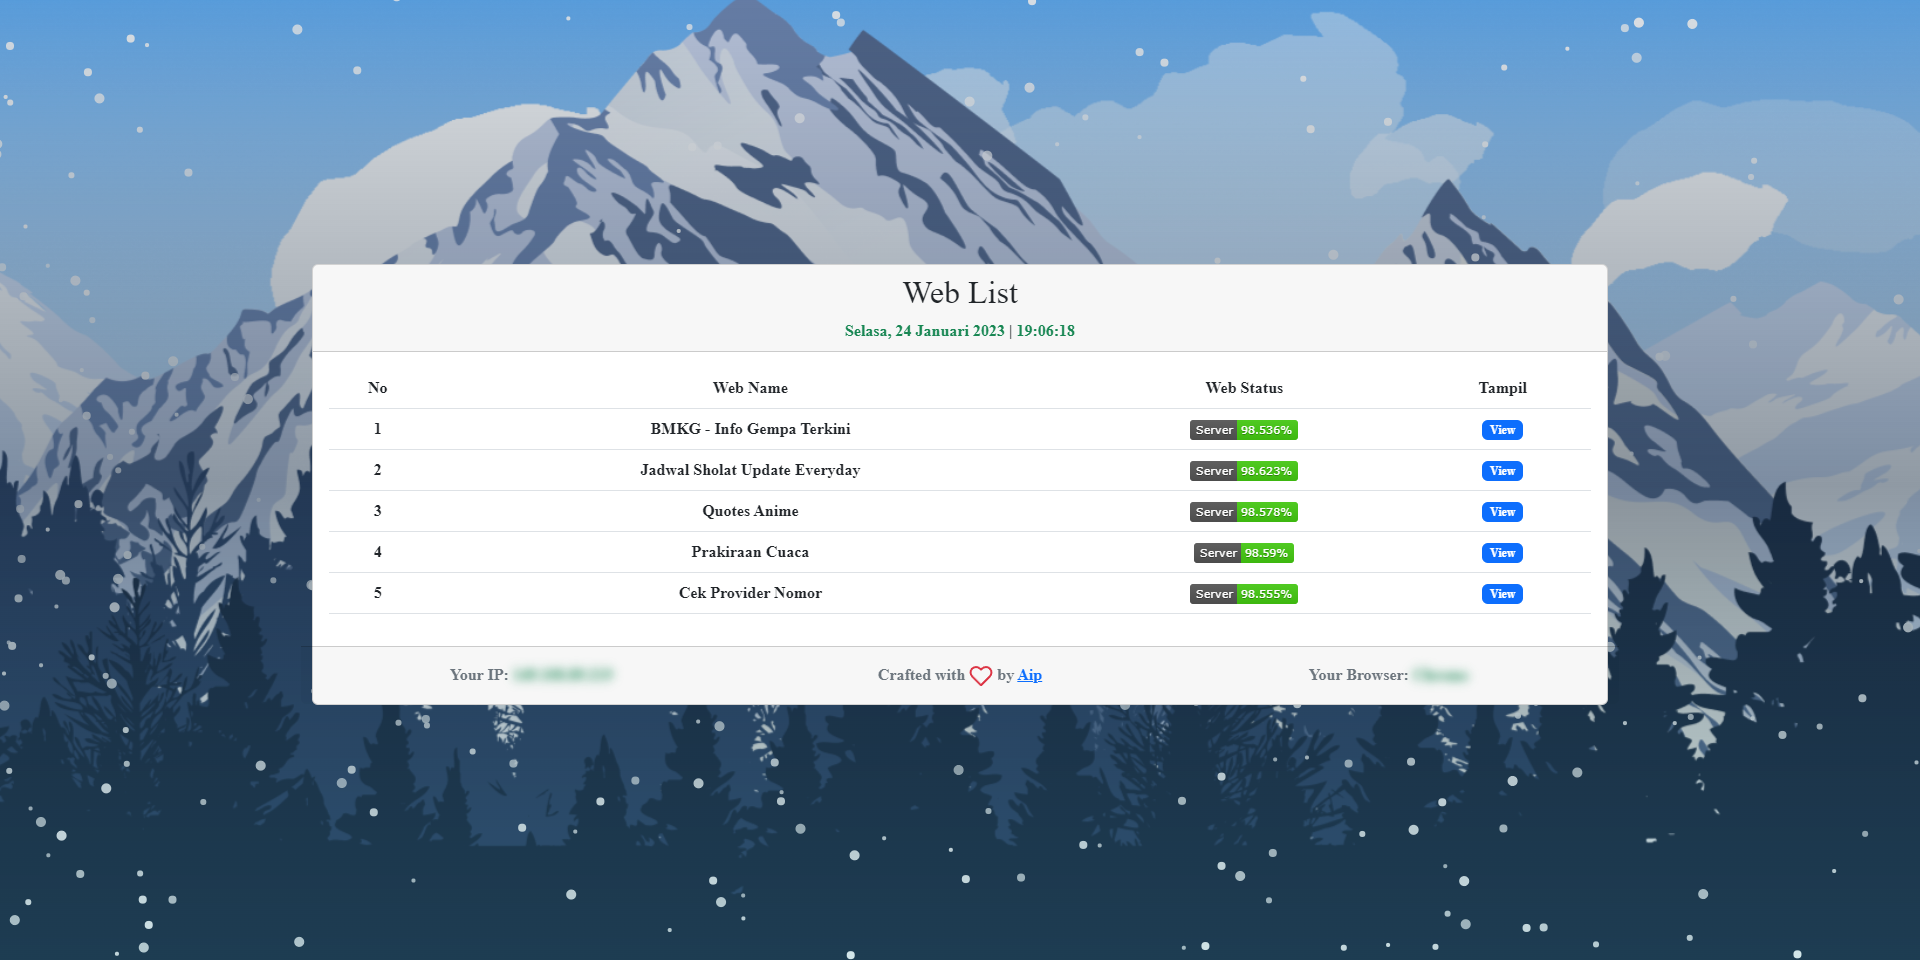 Web List
Selasa, 24 Januari 2023 | 19:06:18
No Web Name Web Status Tampil
1 BMKG - Info Gempa Terkini Server 98.536% View
2 Jadwal Sholat Update Everyday Server 98.623% View
3 Quotes Anime Server 98.578% View
4 Prakiraan Cuaca Server 98.59% View
5 Cek Provider Nomor Server 98.555% View
Your IP: Crafted with by Aip Your Browser: